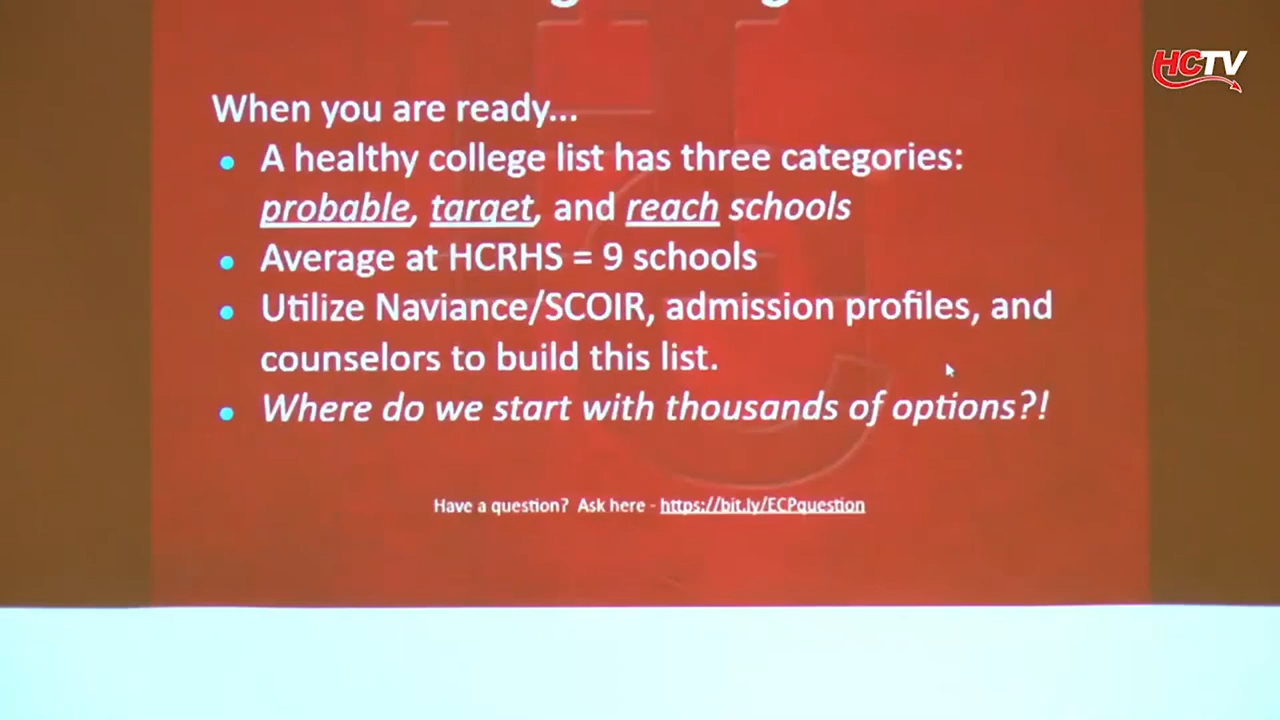 HCTV
When you are ready...
A healthy college list has three categories:
probable, target, and reach schools
Average at HCRHS = 9 schools
Utilize Naviance/SCOIR, admission profiles, and
counselors to build this list.
Where do we start with thousands of options?!
Have a question? Ask here - https://bit.ly/ECPquestion